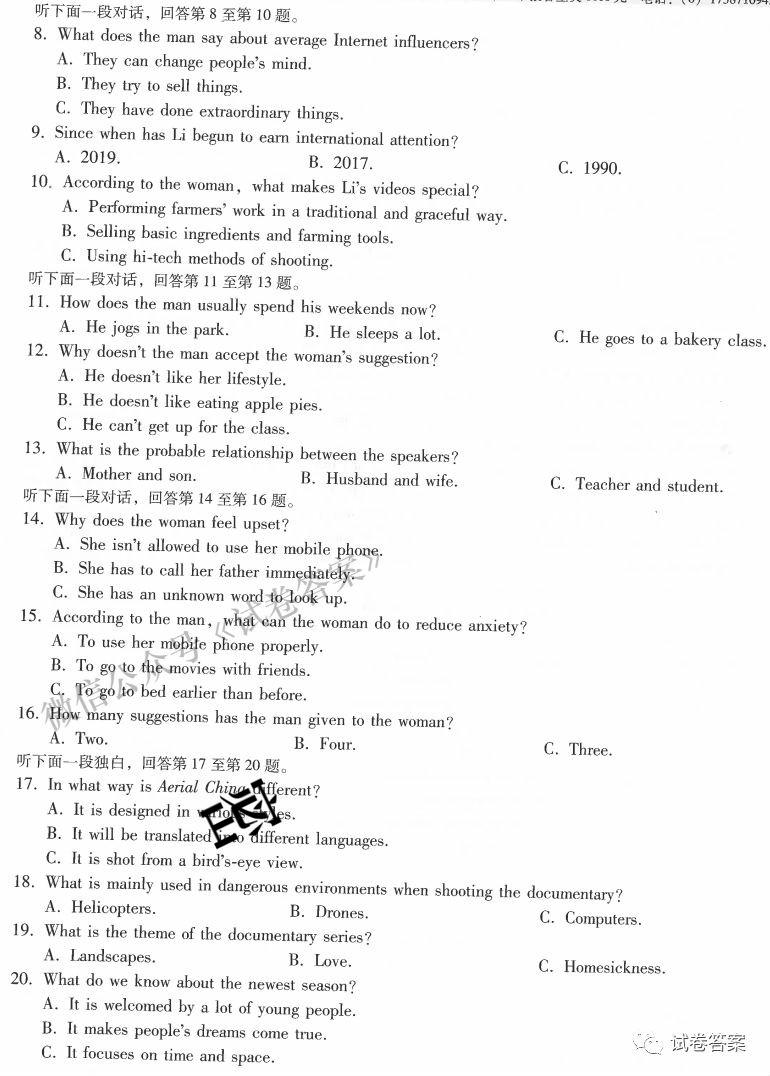 听下面一段对话，回答第 8 至第 10 题。
8. What does the man say about average Internet influencers?
A. They can change people's mind.
B. They try to sell things.
C. They have done extraordinary things.
9. Since when has Li begun to earn international attention?
A. 2019. B. 2017. C. 1990.
10. According to the woman, what makes Li's videos special?
A. Performing farmers' work in a traditional and graceful way.
B. Selling basic ingredients and farming tools.
C. Using hi-tech methods of shooting.
听下面一段对话，回答第 11 至第 13 题。
11. How does the man usually spend his weekends now?
A. He jogs in the park. B. He sleeps a lot. C. He goes to a bakery class.
12. Why doesn't the man accept the woman's suggestion?
A. He doesn't like her lifestyle.
B. He doesn't like eating apple pies.
C. He can't get up for the class.
13. What is the probable relationship between the speakers?
A. Mother and son. B. Husband and wife. C. Teacher and student.
听下面一段对话，回答第 14 至第 16 题。
14. Why does the woman feel upset?
A. She isn't allowed to use her mobile phone.
B. She has to call her father immediately.
C. She has an unknown word to look up.
15. According to the man, what can the woman do to reduce anxiety?
A. To use her mobile phone properly.
B. To go to the movies with friends.
C. To go to bed earlier than before.
16. How many suggestions has the man given to the woman?
A. Two. B. Four. C. Three.
微信公众号《试卷答案》
听下面一段独白，回答第 17 至第 20 题。
17. In what way is Aerial China different?
A. It is designed in various styles.
B. It will be translated into different languages.
C. It is shot from a bird's-eye view.
18. What is mainly used in dangerous environments when shooting the documentary?
A. Helicopters. B. Drones. C. Computers.
19. What is the theme of the documentary series?
A. Landscapes. B. Love. C. Homesickness.
20. What do we know about the newest season?
A. It is welcomed by a lot of young people.
B. It makes people's dreams come true.
C. It focuses on time and space.
试卷答案